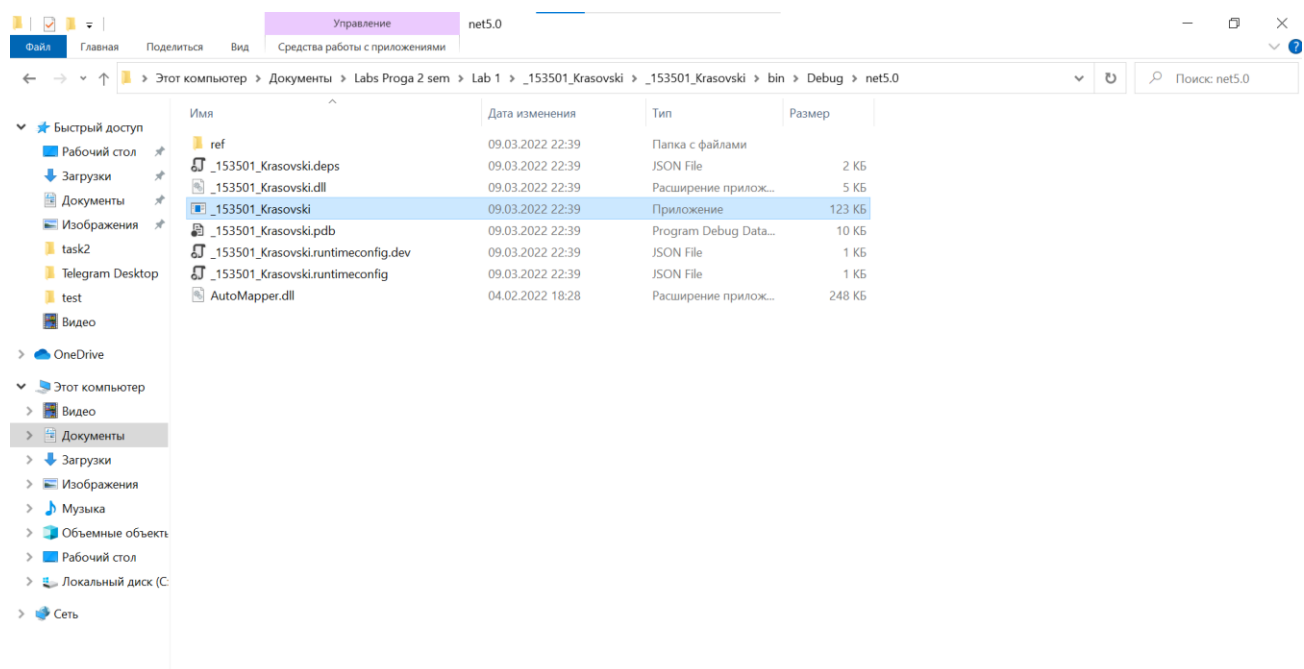 Управление net5.0
Файл Главная Поделиться Вид Средства работы с приложениями
Этот компьютер > Документы > Labs Proga 2 sem > Lab 1 > _153501_Krasovski > _153501_Krasovski > bin > Debug > net5.0
Поиск: net5.0
Быстрый доступ
Рабочий стол
Загрузки
Документы
Изображения
task2
Telegram Desktop
test
Видео
OneDrive
Этот компьютер
Видео
Документы
Загрузки
Изображения
Музыка
Объемные объекть
Рабочий стол
Локальный диск (C:
Сеть
Имя Дата изменения Тип Размер
ref 09.03.2022 22:39 Папка с файлами
_153501_Krasovski.deps 09.03.2022 22:39 JSON File 2 КБ
_153501_Krasovski.dll 09.03.2022 22:39 Расширение прилож... 5 КБ
_153501_Krasovski 09.03.2022 22:39 Приложение 123 КБ
_153501_Krasovski.pdb 09.03.2022 22:39 Program Debug Data... 10 КБ
_153501_Krasovski.runtimeconfig.dev 09.03.2022 22:39 JSON File 1 КБ
_153501_Krasovski.runtimeconfig 09.03.2022 22:39 JSON File 1 КБ
AutoMapper.dll 04.02.2022 18:28 Расширение прилож... 248 КБ